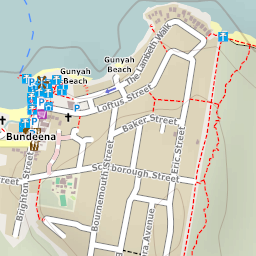 Gunyah
Beach
Gunyah
Beach
The Lambeth Walk
Loftus Street
P
P
P
Baker Street
Bundeena
Eric Street
Scarborough Street
Street
Bournemouth Street
Brighton Street
ora Avenue